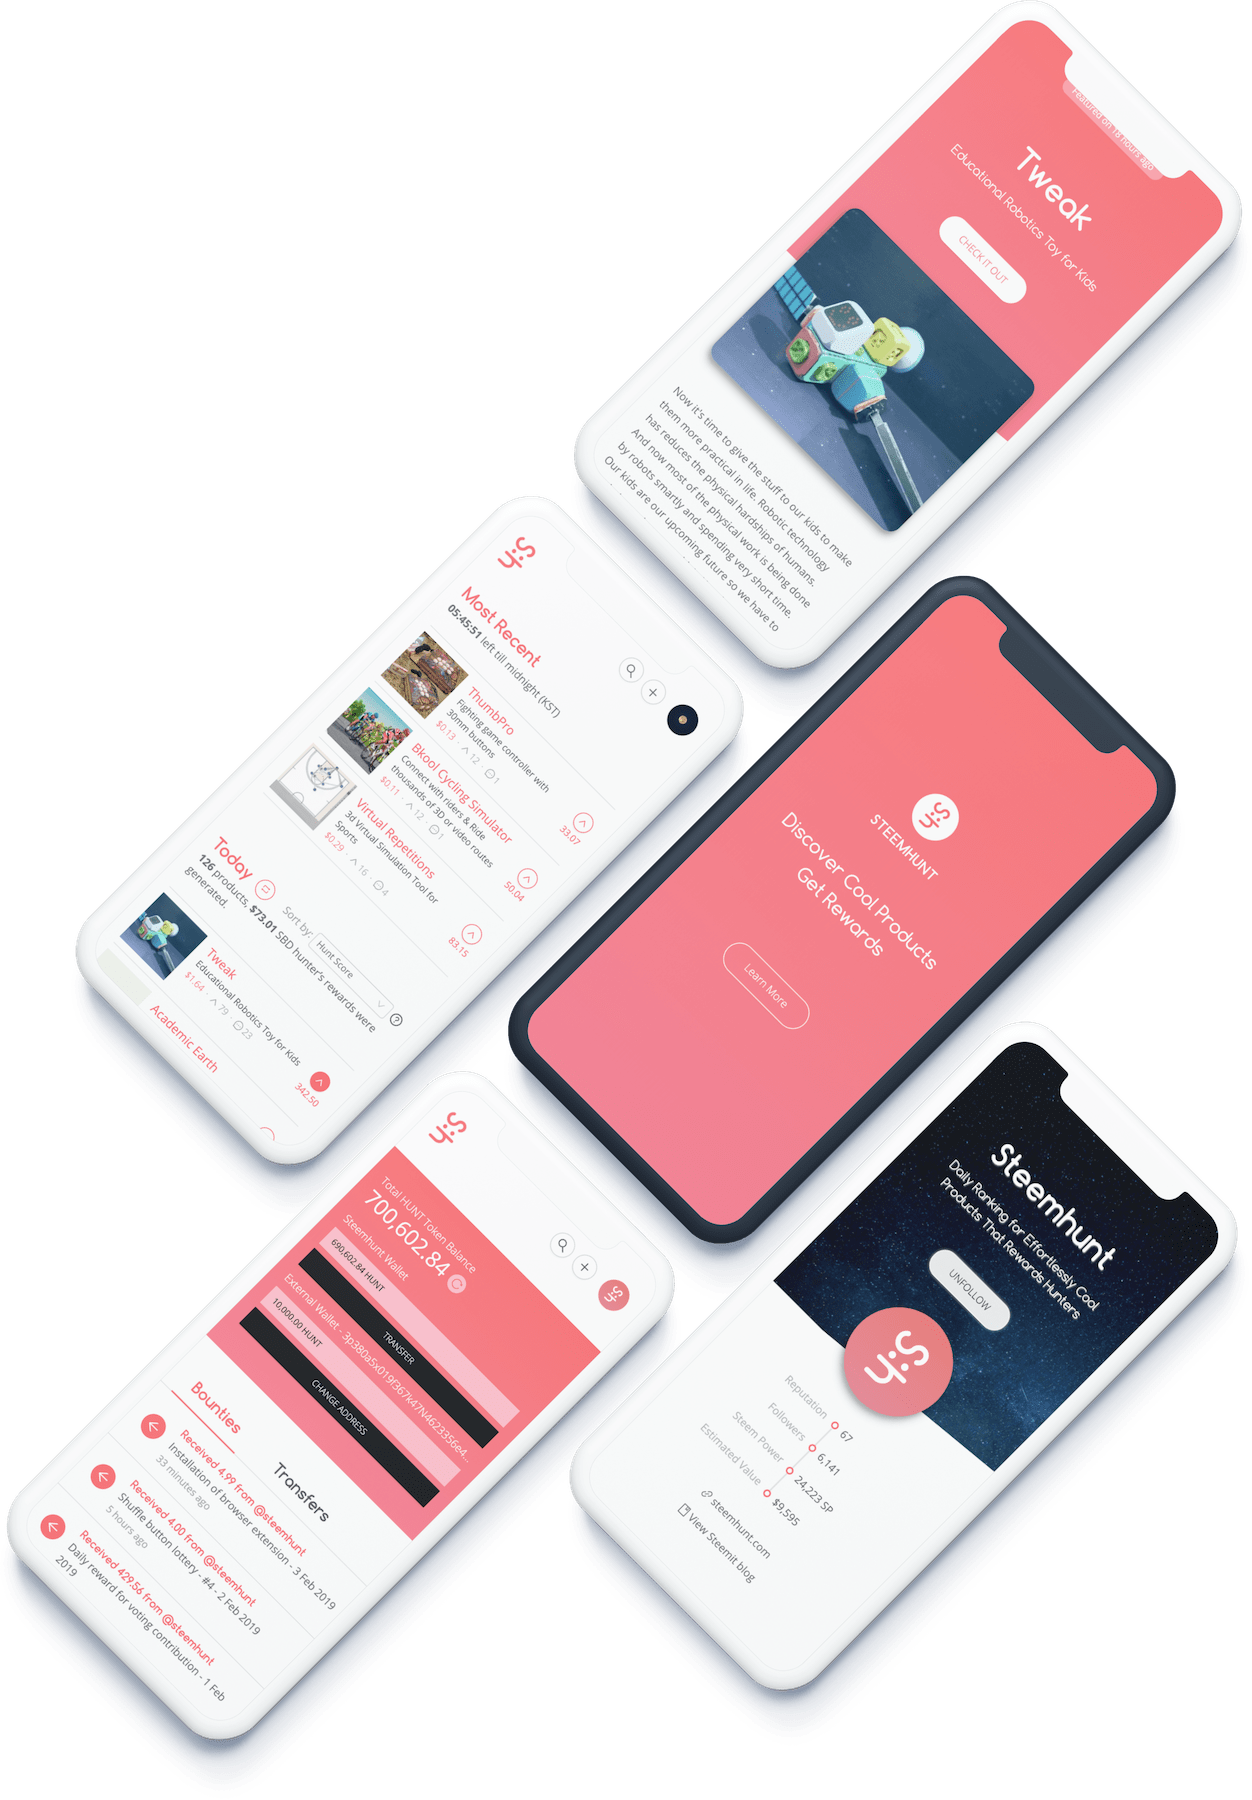 Featured on 18 hours ago
Tweak
Educational Robotics Toy for Kids
CHECK IT OUT
Now it's time to give the stuff to our kids to make
them more practical in life. Robotic technology
has reduces the physical hardships of humans.
And now most of the physical work is being done
by robots smartly and spending very short time.
Our kids are our upcoming future so we have to
Most Recent
05:45:51 left till midnight (KST)
ThumbPro
Fighting game controller with
30mm buttons
$0.13 · 12 · 1
33.07
Bkool Cycling Simulator
Connect with riders & Ride
thousands of 3D or video routes
$0.11 · 12 · 1
50.04
Virtual Repetitions
3d Virtual Simulation Tool for
Sports
$0.29 · 16 · 4
83.15
Today
126 products, $73.01 SBD hunter's rewards were
generated.
Sort by: Hunt Score
Tweak
Educational Robotics Toy for Kids
$1.64 · 79 · 23
342.50
Academic Earth
STEEMHUNT
Discover Cool Products
Get Rewards
Learn More
Total HUNT Token Balance
700,602.84
Steemhunt Wallet
690,602.84 HUNT
TRANSFER
External Wallet - 3p380a5x019f367k47N4623356e4...
10,000.00 HUNT
CHANGE ADDRESS
Bounties
Transfers
Received 4.99 from @steemhunt
Installation of browser extension - 3 Feb 2019
33 minutes ago
Received 4.00 from @steemhunt
Shuffle button lottery - #4 - 2 Feb 2019
5 hours ago
Received 429.56 from @steemhunt
Daily reward for voting contribution - 1 Feb
2019
Steemhunt
Daily Ranking for Effortlessly Cool
Products That Rewards Hunters
UNFOLLOW
Reputation 67
Followers 6,141
Steem Power 24,223 SP
Estimated Value $9,595
steemhunt.com
View Steemit blog